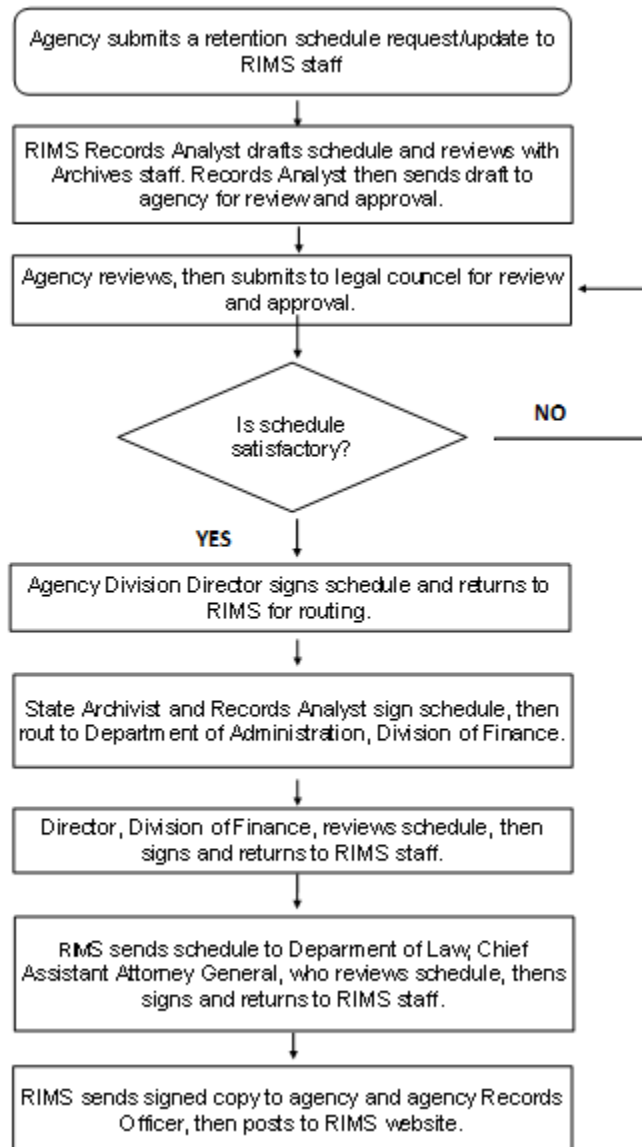 Agency submits a retention schedule request/update to
RIMS staff
RIMS Records Analyst drafts schedule and reviews with
Archives staff. Records Analyst then sends draft to
agency for review and approval.
Agency reviews, then submits to legal councel for review
and approval.
Is schedule
satisfactory?
NO
YES
Agency Division Director signs schedule and returns to
RIMS for routing.
State Archivist and Records Analyst sign schedule, then
rout to Department of Administration, Division of Finance.
Director, Division of Finance, reviews schedule, then
signs and returns to RIMS staff.
RIMS sends schedule to Deparment of Law, Chief
Assistant Attorney General, who reviews schedule, thens
signs and returns to RIMS staff.
RIMS sends signed copy to agency and agency Records
Officer, then posts to RIMS website.